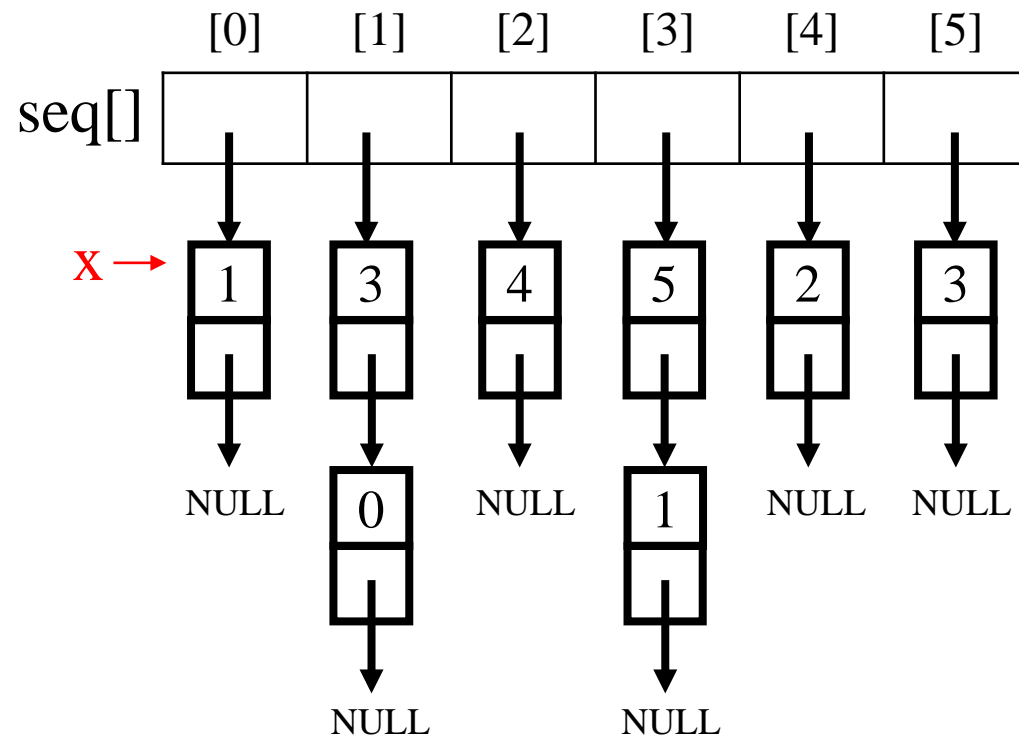 [0] [1] [2] [3] [4] [5]
seq[]
x
1 3 4 5 2 3
NULL 0 NULL 1 NULL NULL
NULL NULL